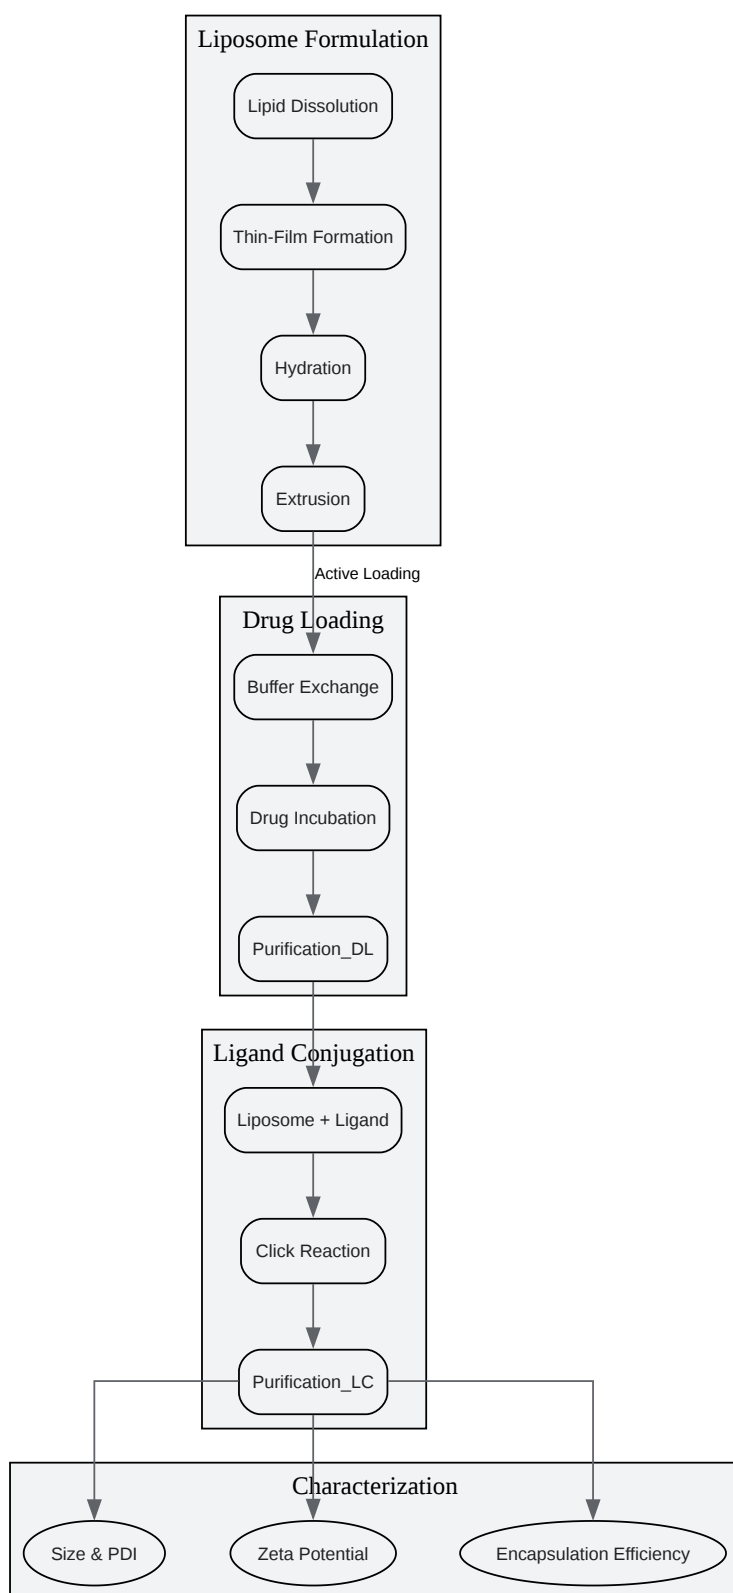 Liposome Formulation
Lipid Dissolution
Thin-Film Formation
Hydration
Extrusion
Active Loading
Drug Loading
Buffer Exchange
Drug Incubation
Purification_DL
Ligand Conjugation
Liposome + Ligand
Click Reaction
Purification_LC
Characterization
Size & PDI
Zeta Potential
Encapsulation Efficiency